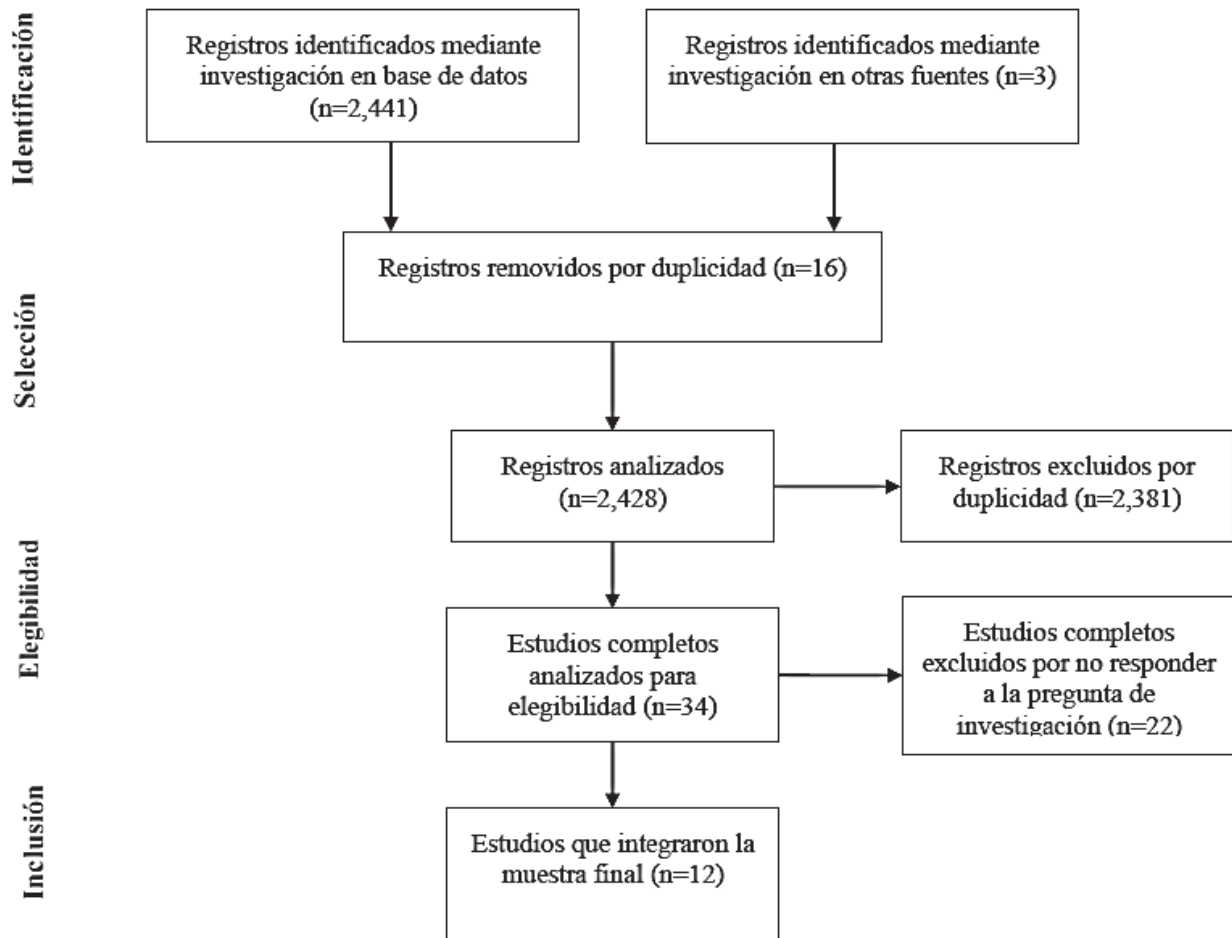 Identificación
Registros identificados mediante
investigación en base de datos
(n=2,441)
Registros identificados mediante
investigación en otras fuentes (n=3)
Registros removidos por duplicidad (n=16)
Selección
Registros analizados
(n=2,428)
Registros excluidos por
duplicidad (n=2,381)
Elegibilidad
Estudios completos
analizados para
elegibilidad (n=34)
Estudios completos
excluidos por no responder
a la pregunta de
investigación (n=22)
Inclusión
Estudios que integraron la
muestra final (n=12)